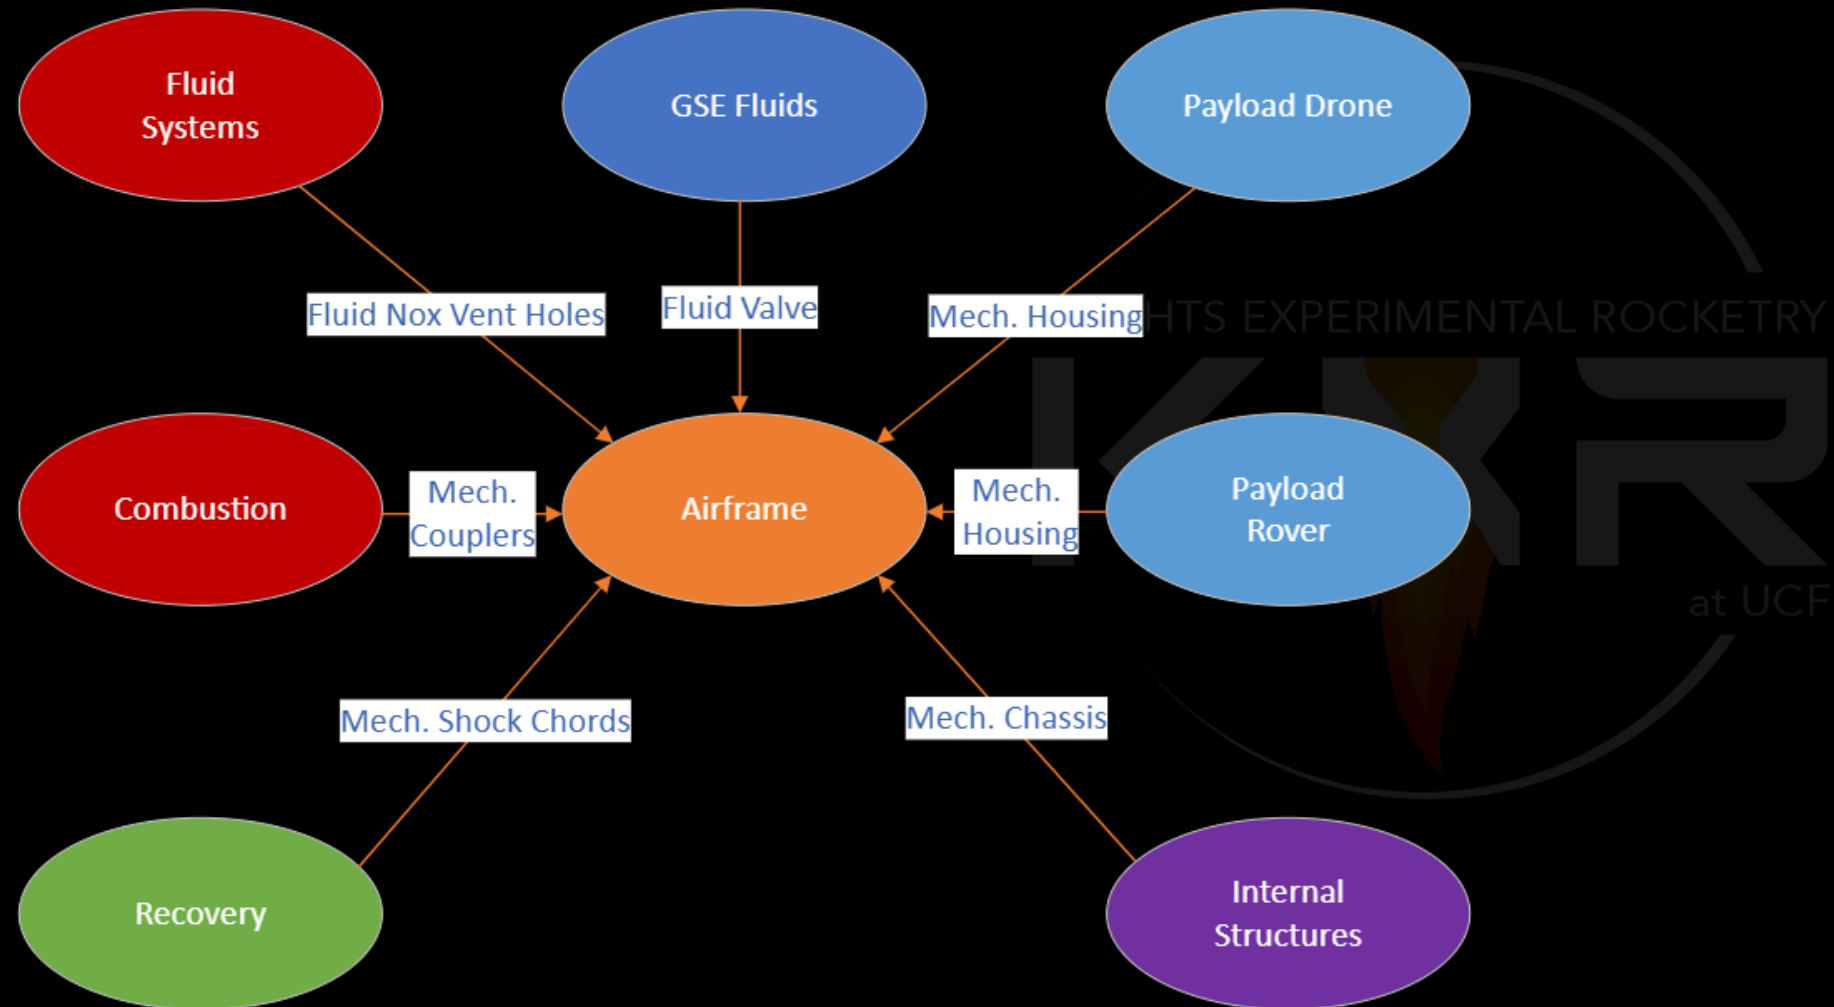 Fluid
Systems
GSE Fluids
Payload Drone
Fluid Nox Vent Holes
Fluid Valve
Mech. Housing
HTS EXPERIMENTAL ROCKETRY
Combustion
Mech.
Couplers
Airframe
Mech.
Housing
Payload
Rover
KXR
at UCF
Mech. Shock Chords
Mech. Chassis
Recovery
Internal
Structures